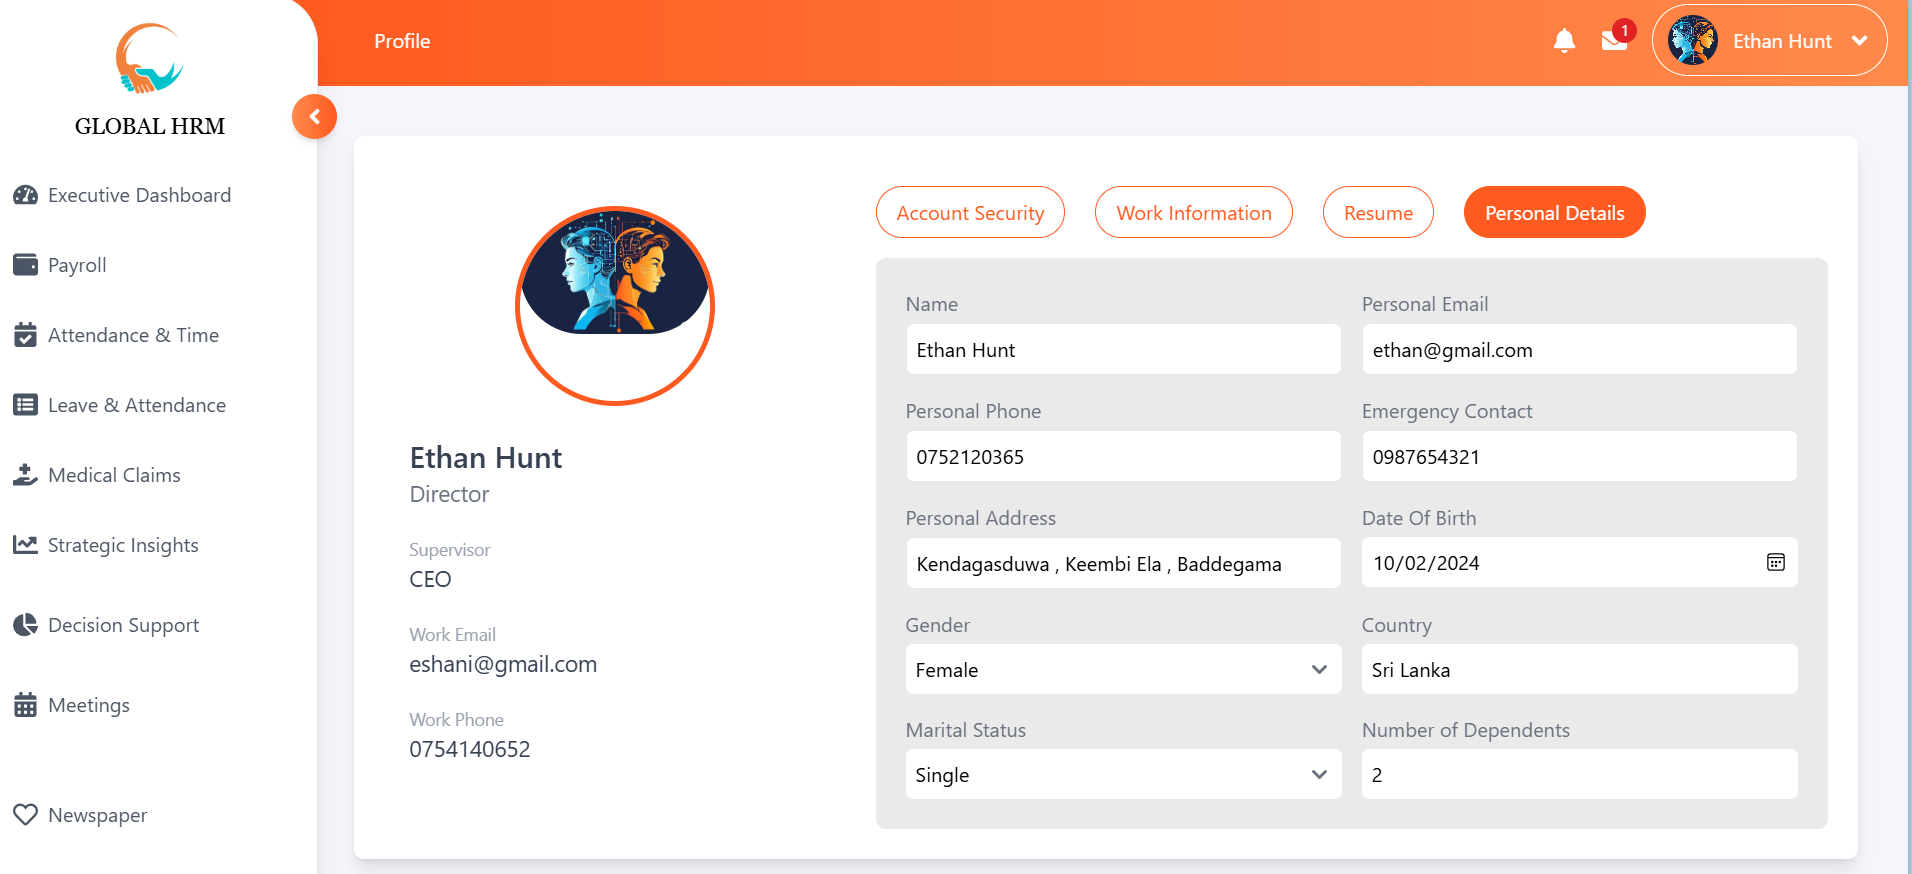 GLOBAL HRM
Executive Dashboard
Payroll
Attendance & Time
Leave & Attendance
Medical Claims
Strategic Insights
Decision Support
Meetings
Newspaper
Profile
1
Ethan Hunt
Ethan Hunt
Director
Supervisor
CEO
Work Email
eshani@gmail.com
Work Phone
0754140652
Account Security
Work Information
Resume
Personal Details
Name
Ethan Hunt
Personal Email
ethan@gmail.com
Personal Phone
0752120365
Emergency Contact
0987654321
Personal Address
Kendagasduwa , Keembi Ela , Baddegama
Date Of Birth
10/02/2024
Gender
Female
Country
Sri Lanka
Marital Status
Single
Number of Dependents
2